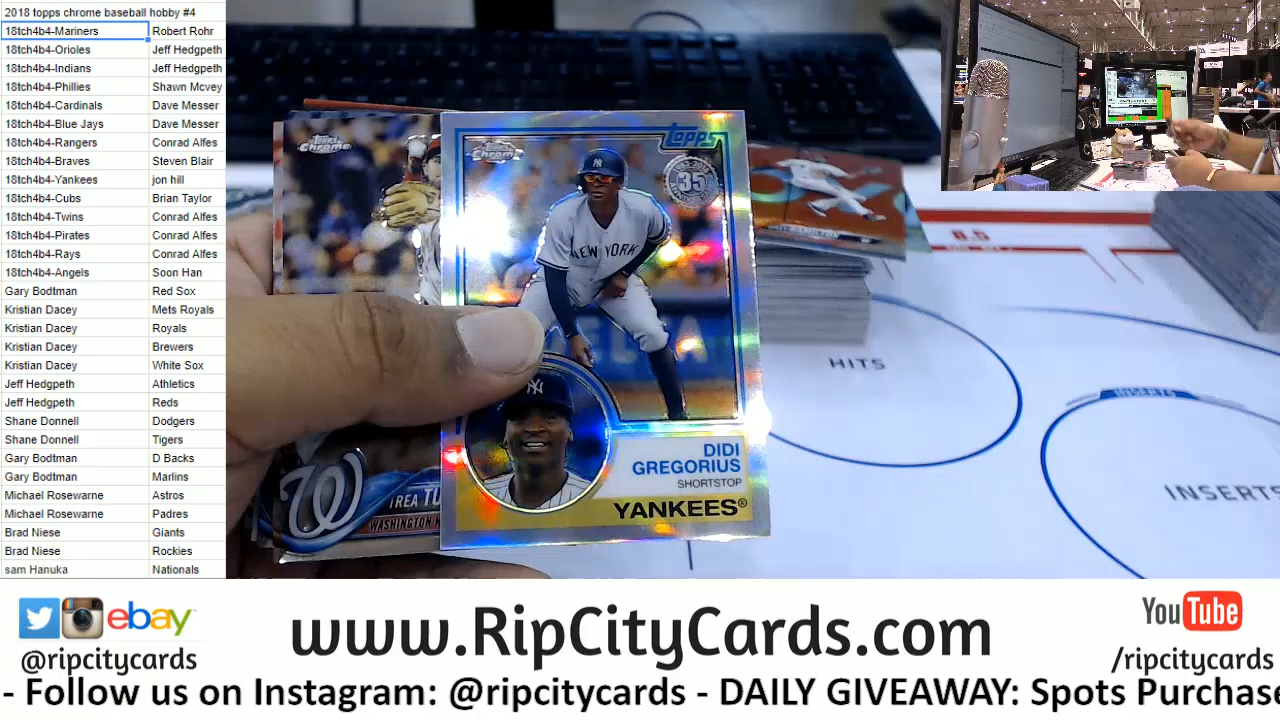 2018 topps chrome baseball hobby #4
18tch4b4-Mariners Robert Rohr
18tch4b4-Orioles Jeff Hedgpeth
18tch4b4-Indians Jeff Hedgpeth
18tch4b4-Phillies Shawn Mcvey
18tch4b4-Cardinals Dave Messer
18tch4b4-Blue Jays Dave Messer
18tch4b4-Rangers Conrad Alfes
18tch4b4-Braves Steven Blair
18tch4b4-Yankees jon hill
18tch4b4-Cubs Brian Taylor
18tch4b4-Twins Conrad Alfes
18tch4b4-Pirates Conrad Alfes
18tch4b4-Rays Conrad Alfes
18tch4b4-Angels Soon Han
Gary Bodtman Red Sox
Kristian Dacey Mets Royals
Kristian Dacey Royals
Kristian Dacey Brewers
Kristian Dacey White Sox
Jeff Hedgpeth Athletics
Jeff Hedgpeth Reds
Shane Donnell Dodgers
Shane Donnell Tigers
Gary Bodtman D Backs
Gary Bodtman Marlins
Michael Rosewarne Astros
Michael Rosewarne Padres
Brad Niese Giants
Brad Niese Rockies
sam Hanuka Nationals
Topps Chrome
Topps Chrome
topps
35
NEW YORK
DIDI
GREGORIUS
SHORTSTOP
YANKEES®
W
TREA TU
WASHINGTON N
HITS
INSERTS
INSERTS
ebay
@ripcitycards
www.RipCityCards.com
YouTube
/ripcitycards
- Follow us on Instagram: @ripcitycards - DAILY GIVEAWAY: Spots Purchase